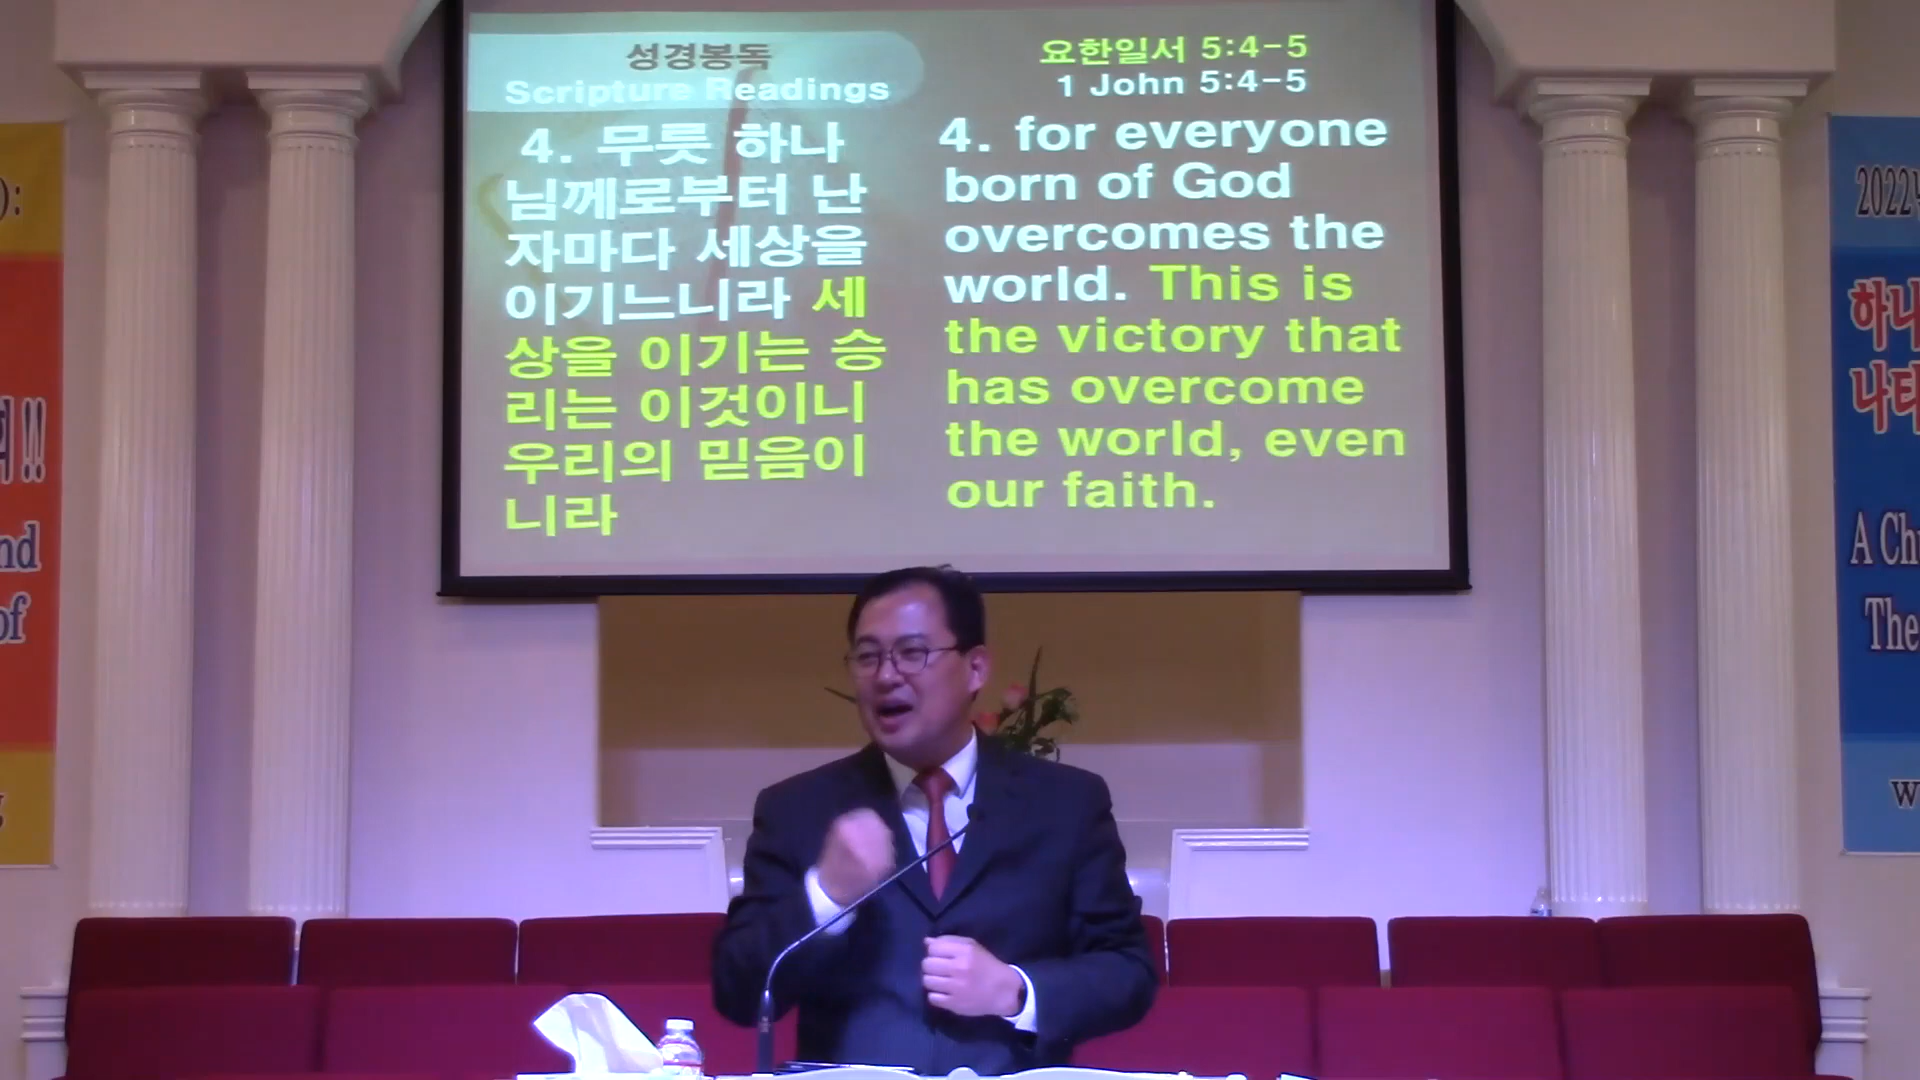 성경봉독
Scripture Readings
4. 무릇 하나
님께로부터 난
자마다 세상을
이기느니라 세
상을 이기는 승
리는 이것이니
우리의 믿음이
니라
요한일서 5:4-5
1 John 5:4-5
4. for everyone
born of God
overcomes the
world. This is
the victory that
has overcome
the world, even
our faith.
):
!!
nd
of
2022
하나
나타
A Ch
The